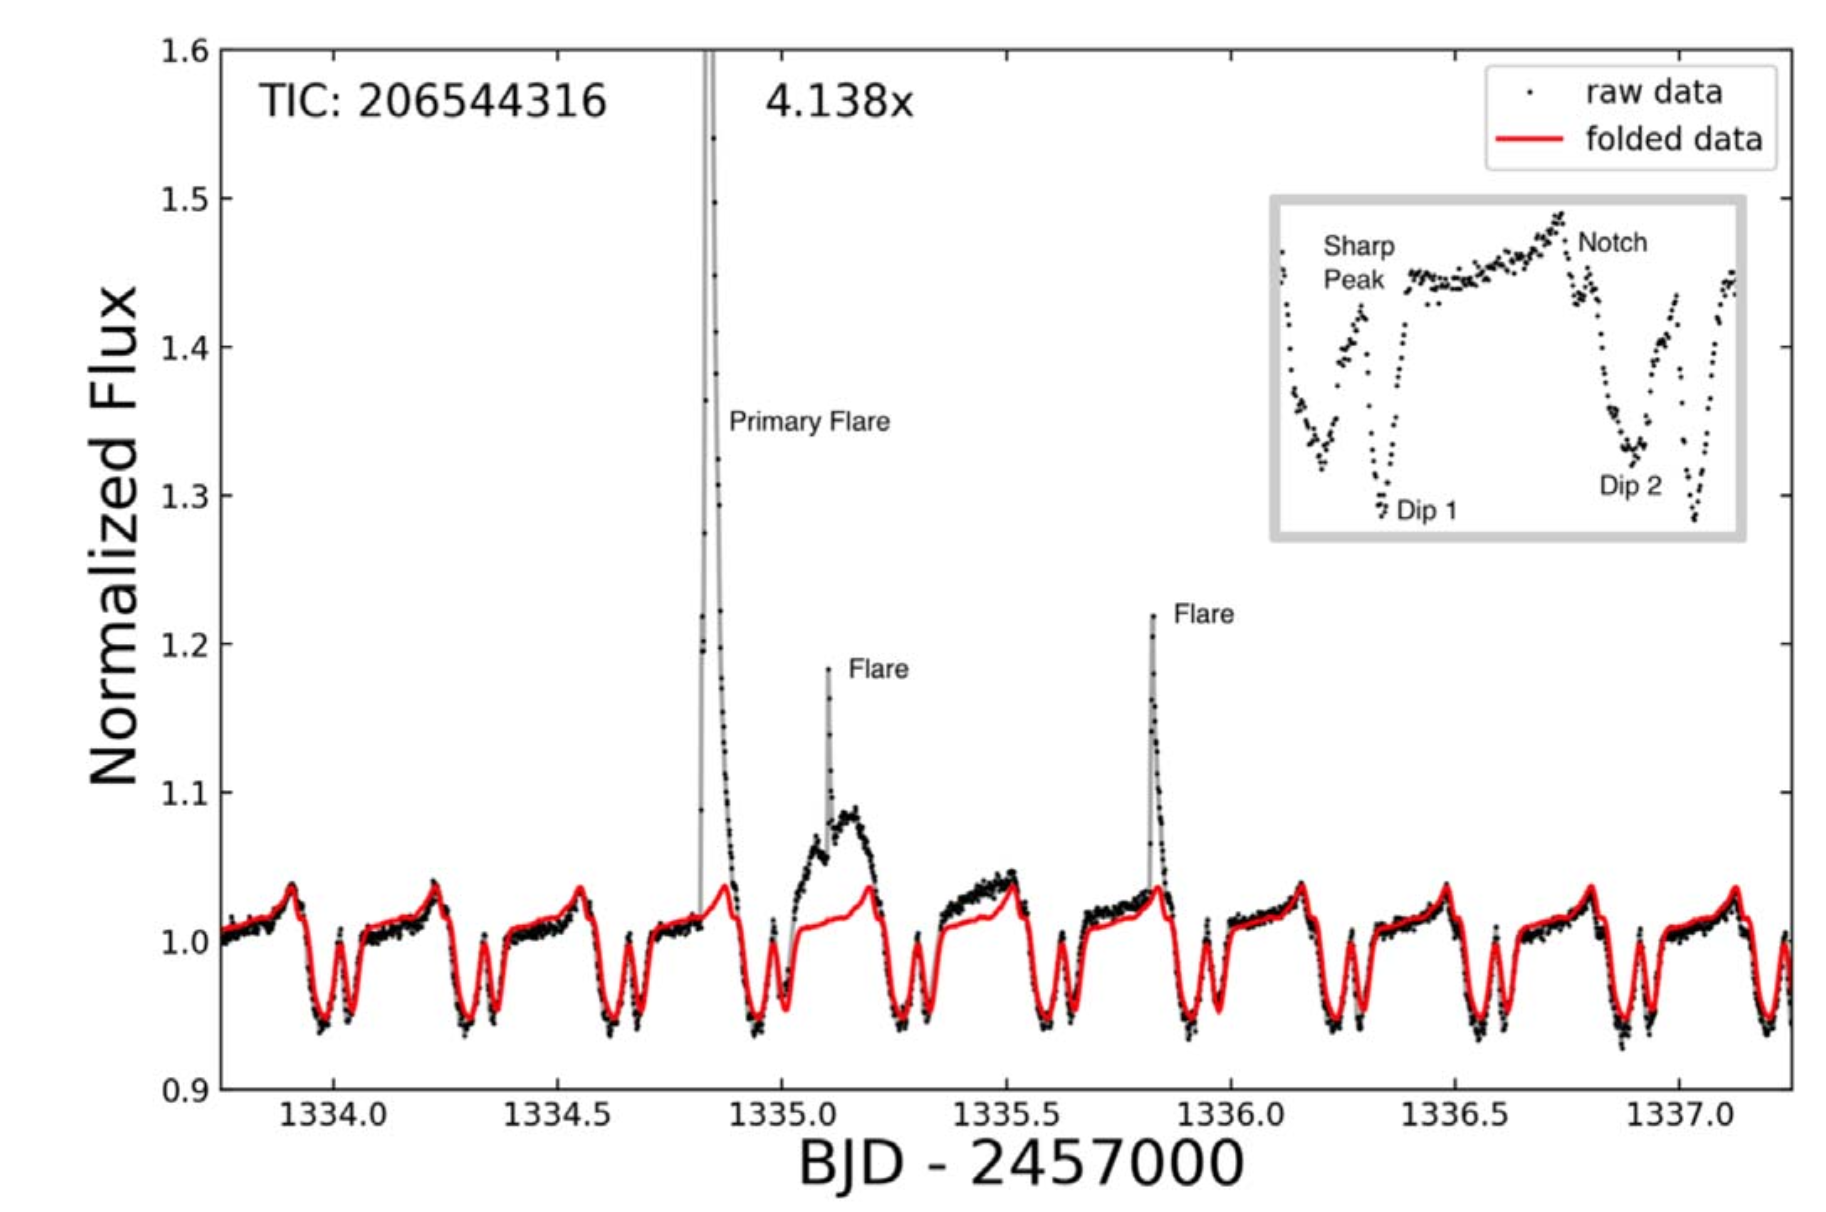 TIC: 206544316
4.138x
raw data
folded data
Sharp
Peak
Notch
Dip 1
Dip 2
Primary Flare
Flare
Flare
Normalized Flux
1.6
1.5
1.4
1.3
1.2
1.1
1.0
0.9
1334.0 1334.5 1335.0 1335.5 1336.0 1336.5 1337.0
BJD - 2457000